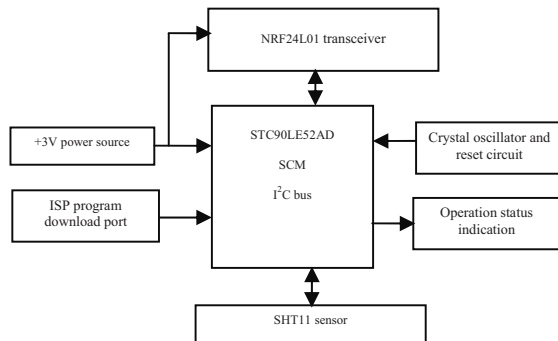 NRF24L01 transceiver
+3V power source
STC90LE52AD
SCM
I²C bus
Crystal oscillator and
reset circuit
ISP program
download port
Operation status
indication
SHT11 sensor